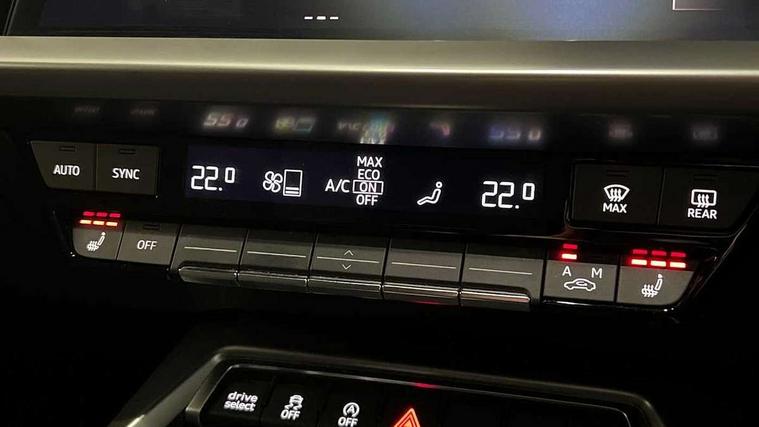 AUTO
SYNC
22.0
A/C
MAX
ECO
ON
OFF
22.0
MAX
REAR
OFF
A M
drive
select
OFF
OFF